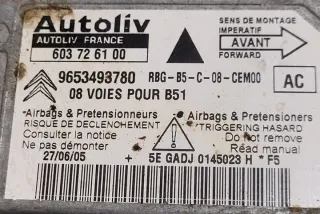 Autoliv
AUTOLIV FRANCE
603 72 61 00
SENS DE MONTAGE
IMPERATIF
AVANT
FORWARD
9653493780 RBG-B5-C-08-CEM00
AC
08 VOIES POUR B51
Airbags & Pretensionneurs
RISQUE DE DECLENCHEMENT
Consulter la notice
Ne pas démonter
Airbags & Pretensioners
TRIGGERING HASARD
Do not remove
Read manual
27/06/05 + 5E GADJ 0145023 H * F5